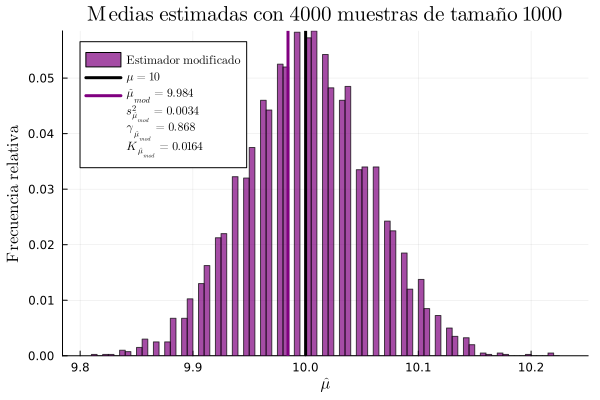 Medias estimadas con 4000 muestras de tamaño 1000
Estimador modificado
μ = 10
μ̂_mod = 9.984
s²_μ̂_mod = 0.0034
γ_μ̂_mod = 0.868
K_μ̂_mod = 0.0164
Frecuencia relativa
0.05
0.04
0.03
0.02
0.01
0.00
9.8 9.9 10.0 10.1 10.2
μ̂